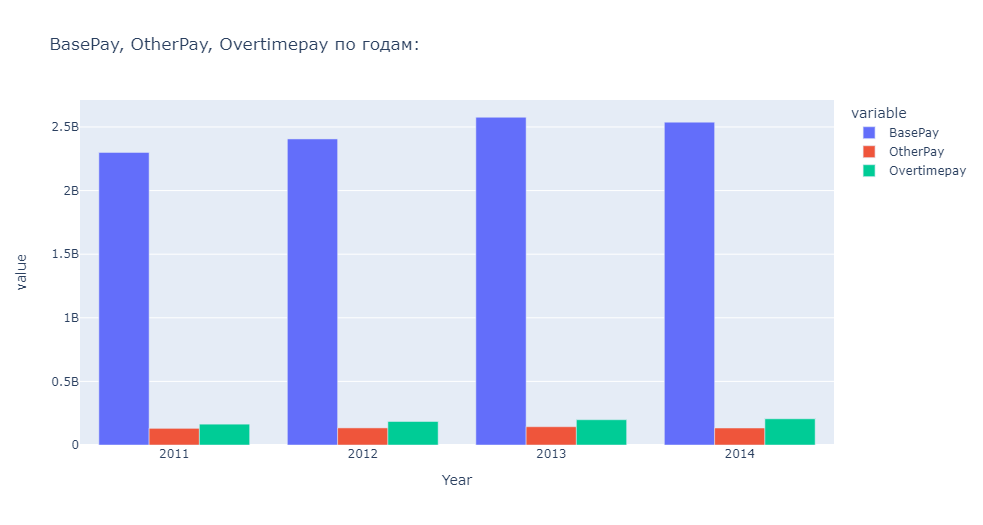 BasePay, OtherPay, Overtimepay по годам:
variable
BasePay
OtherPay
Overtimepay
value
2.5B
2B
1.5B
1B
0.5B
0
2011 2012 2013 2014
Year